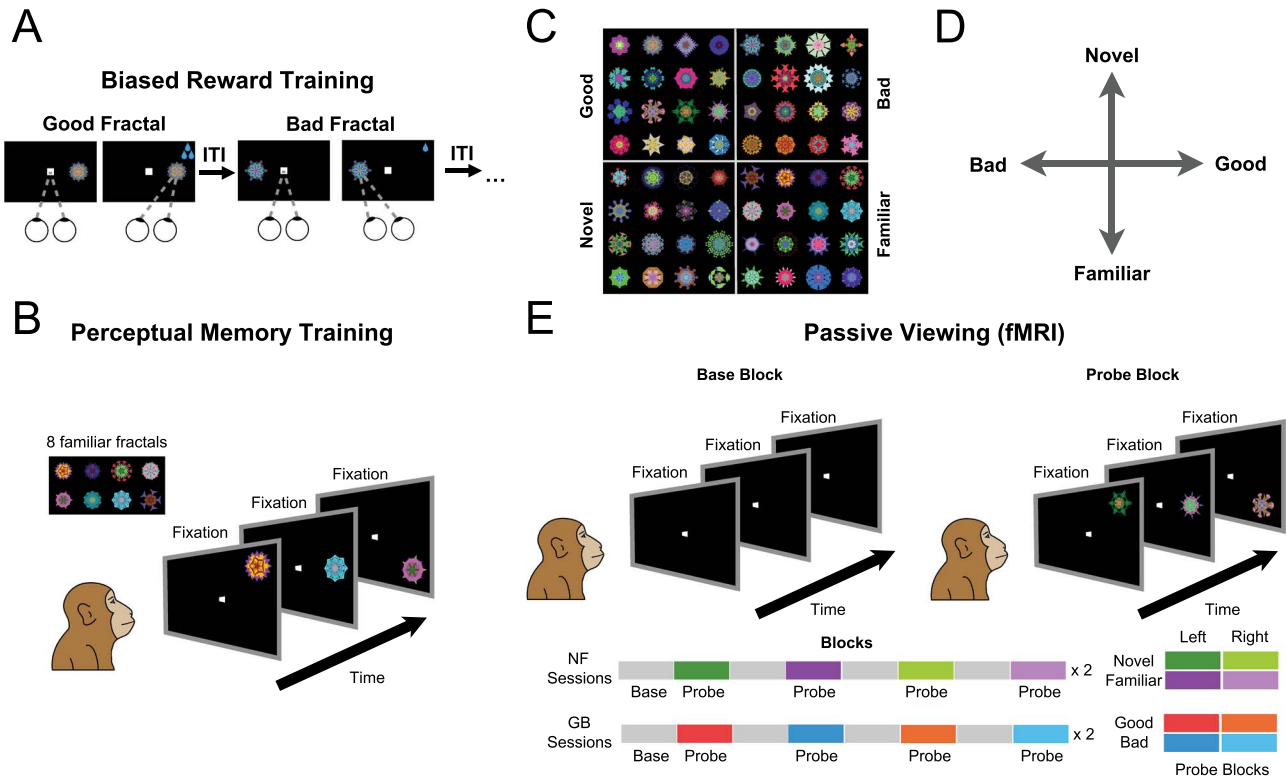 A
Biased Reward Training
Good Fractal
Bad Fractal
ITI
ITI
...
B
Perceptual Memory Training
8 familiar fractals
Fixation
Fixation
Fixation
Time
C
Good
Bad
Novel
Familiar
D
Novel
Bad
Good
Familiar
E
Passive Viewing (fMRI)
Base Block
Probe Block
Fixation
Fixation
Fixation
Time
Fixation
Fixation
Fixation
Time
Blocks
NF
Sessions
x 2
Base
Probe
Probe
Probe
Probe
GB
Sessions
x 2
Base
Probe
Probe
Probe
Probe
Left
Right
Novel
Familiar
Good
Bad
Probe Blocks